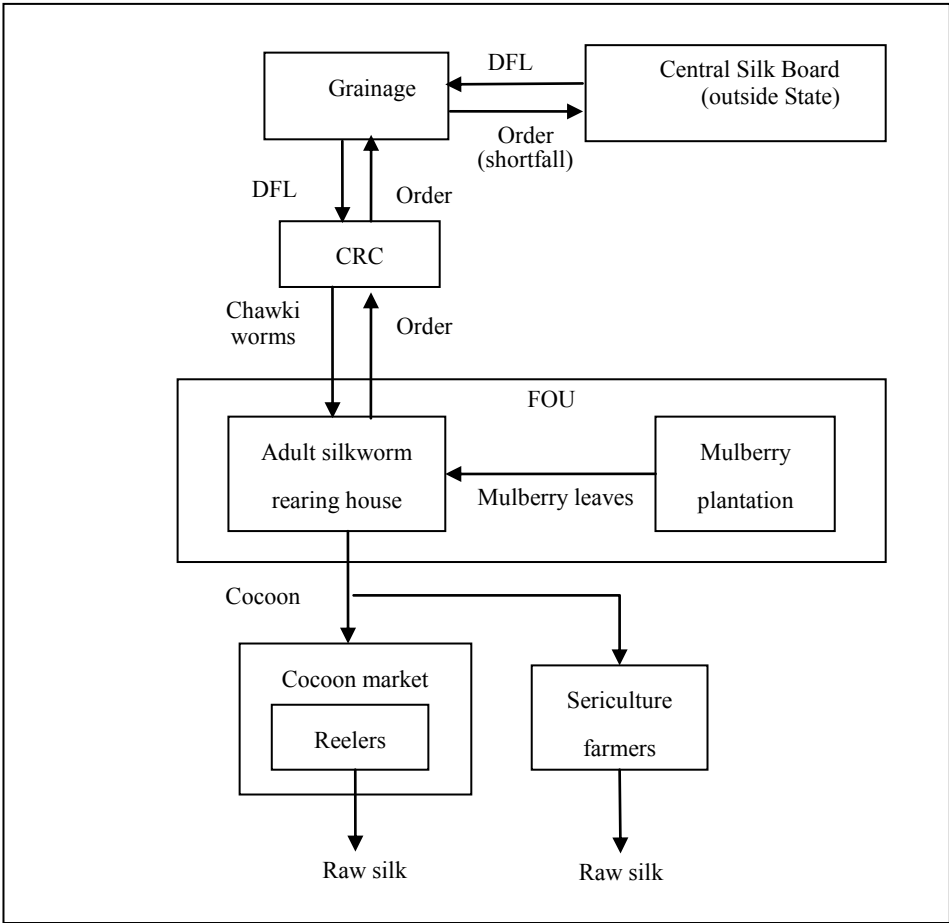 DFL
Grainage
Central Silk Board
(outside State)
Order
(shortfall)
DFL
Order
CRC
Chawki
worms
Order
FOU
Adult silkworm
rearing house
Mulberry leaves
Mulberry
plantation
Cocoon
Cocoon market
Reelers
Sericulture
farmers
Raw silk
Raw silk